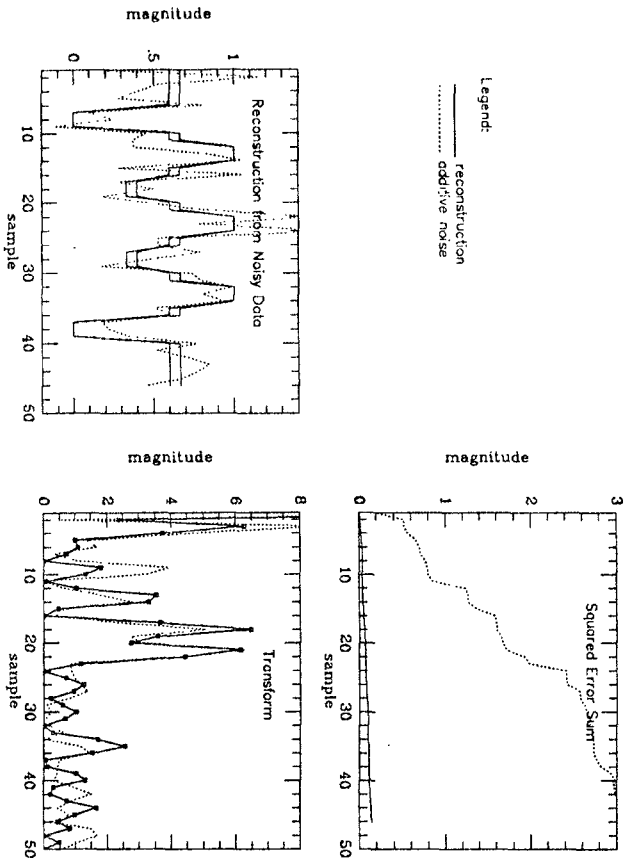 Legend:
reconstruction
additive noise
Squared Error Sum
magnitude
0
1
2
3
10
20
30
40
50
Reconstruction from Noisy Data
magnitude
0
.5
1
10
20
30
40
50
sample
Transform
magnitude
0
2
4
6
8
10
20
30
40
50
sample